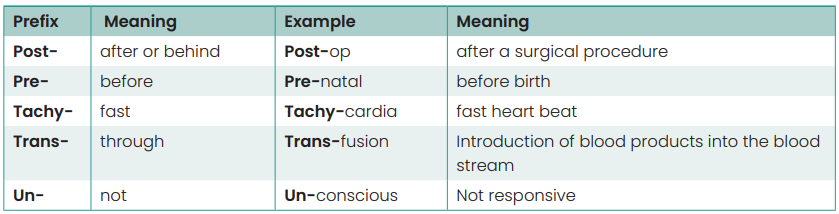 Prefix Meaning Example Meaning
Post- after or behind Post-op after a surgical procedure
Pre- before Pre-natal before birth
Tachy- fast Tachy-cardia fast heart beat
Trans- through Trans-fusion Introduction of blood products into the blood
stream
Un- not Un-conscious Not responsive